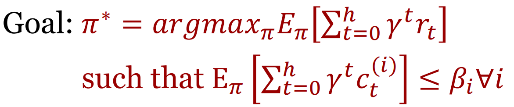 Goal: π* = argmax_π E_π[∑_{t=0}^{h} γ^t r_t]
such that E_π [∑_{t=0}^{h} γ^t c_t^{(i)}] ≤ β_i ∀i